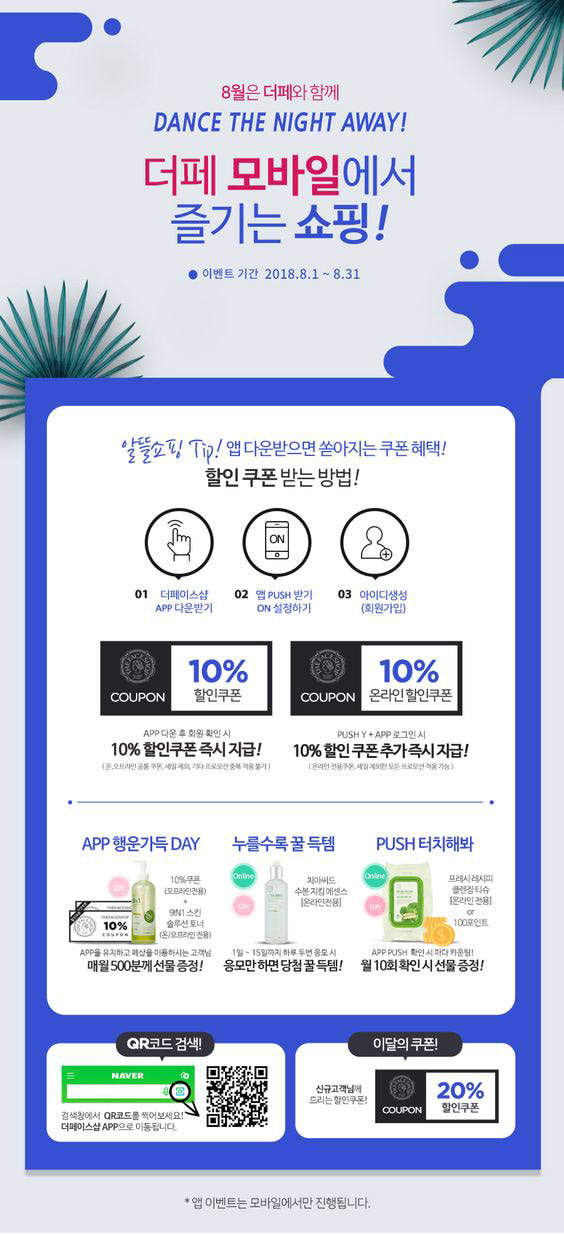 8월은 더페와 함께
DANCE THE NIGHT AWAY!
더페 모바일에서
즐기는 쇼핑!
● 이벤트 기간 2018.8.1 ~ 8.31
알뜰쇼핑 Tip! 앱 다운받으면 쏟아지는 쿠폰 혜택!
할인 쿠폰 받는 방법!
ON
01 더페이스샵
APP 다운받기
02 앱 PUSH 받기
ON 설정하기
03 아이디생성
(회원가입)
THEFACESHOP
COUPON
10%
할인쿠폰
THEFACESHOP
COUPON
10%
온라인 할인쿠폰
APP 다운 후 회원 확인 시
10% 할인쿠폰 즉시 지급!
(온,오프라인 공통 쿠폰, 세일 제외, 기타 프로모션 중복 적용 불가)
PUSH Y + APP 로그인 시
10% 할인 쿠폰 추가 즉시 지급!
(온라인 전용쿠폰, 세일 제외한 모든 프로모션 적용 가능)
APP 행운가득 DAY
Gift
THEFACESHOP
10%
COUPON
10%쿠폰
(오프라인전용)
+
9IN1 스킨
솔루션 토너
(온/오프라인 전용)
APP을 유지하고 페샵을 이용하시는 고객님
매월 500분께 선물 증정!
누를수록 꿀 득템
Online
Gift
치아씨드
수분 지킴 에센스
[온라인전용]
1일 ~ 15일까지 하루 두번 응모 시
응모만 하면 당첨 꿀 득템!
PUSH 터치해봐
Online
Gift
프레시 레시피
클렌징 티슈
[온라인 전용]
or
100포인트
APP PUSH 확인 시 마다 카운팅!
월 10회 확인 시 선물 증정!
QR코드 검색!
NAVER
검색창에서 QR코드를 찍어보세요!
더페이스샵 APP으로 이동됩니다.
이달의 쿠폰!
신규고객님께
드리는 할인쿠폰!
COUPON
20%
할인쿠폰
* 앱 이벤트는 모바일에서만 진행됩니다.